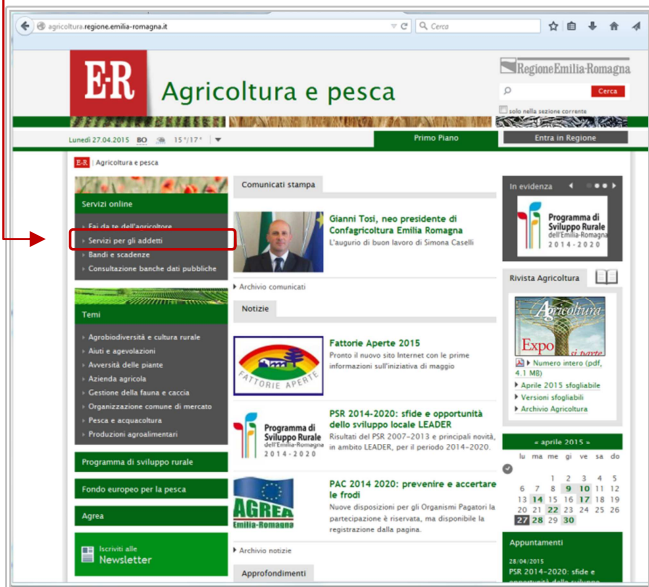 agricoltura.regione.emilia-romagna.it
Cerca
E·R
Agricoltura e pesca
RegioneEmilia-Romagna
Cerca
solo nella sezione corrente
Lunedì 27.04.2015 BO 15°/17°
Primo Piano
Entra in Regione
E·R Agricoltura e pesca
Servizi online
Fai da te dell'agricoltore
Servizi per gli addetti
Bandi e scadenze
Consultazione banche dati pubbliche
Temi
Agrobiodiversità e cultura rurale
Aiuti e agevolazioni
Avversità delle piante
Azienda agricola
Gestione della fauna e caccia
Organizzazione comune di mercato
Pesca e acquacoltura
Produzioni agroalimentari
Programma di sviluppo rurale
Fondo europeo per la pesca
Agrea
Iscriviti alle
Newsletter
Comunicati stampa
Gianni Tosi, neo presidente di
Confagricoltura Emilia Romagna
L'augurio di buon lavoro di Simona Caselli
Archivio comunicati
Notizie
FATTORIE APERTE
Fattorie Aperte 2015
Pronto il nuovo sito Internet con le prime
informazioni sull'iniziativa di maggio
Programma di
Sviluppo Rurale
dell'Emilia-Romagna
2014-2020
PSR 2014-2020: sfide e opportunità
dello sviluppo locale LEADER
Risultati del PSR 2007-2013 e principali novità,
in ambito LEADER, per il periodo 2014-2020.
AGREA
Emilia-Romagna
PAC 2014 2020: prevenire e accertare
le frodi
Nuove disposizioni per gli Organismi Pagatori la
partecipazione è riservata, ma disponibile la
registrazione dalla pagina.
Archivio notizie
Approfondimenti
In evidenza
Programma di
Sviluppo Rurale
dell'Emilia-Romagna
2014-2020
Rivista Agricoltura
Agricoltura
Expo
si parte
Numero intero (pdf,
4.1 MB)
Aprile 2015 sfogliabile
Versioni sfogliabili
Archivio Agricoltura
« aprile 2015 »
lu ma me gi ve sa do
1 2 3 4 5
6 7 8 9 10 11 12
13 14 15 16 17 18 19
20 21 22 23 24 25 26
27 28 29 30
Appuntamenti
28/04/2015
PSR 2014-2020: sfide e
opportunità dello sviluppo